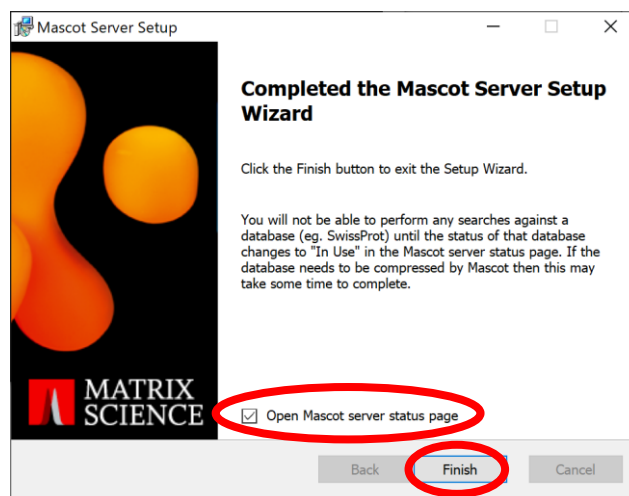 Mascot Server Setup
Completed the Mascot Server Setup
Wizard
Click the Finish button to exit the Setup Wizard.
You will not be able to perform any searches against a
database (eg. SwissProt) until the status of that database
changes to "In Use" in the Mascot server status page. If the
database needs to be compressed by Mascot then this may
take some time to complete.
MATRIX
SCIENCE
Open Mascot server status page
Back Finish Cancel